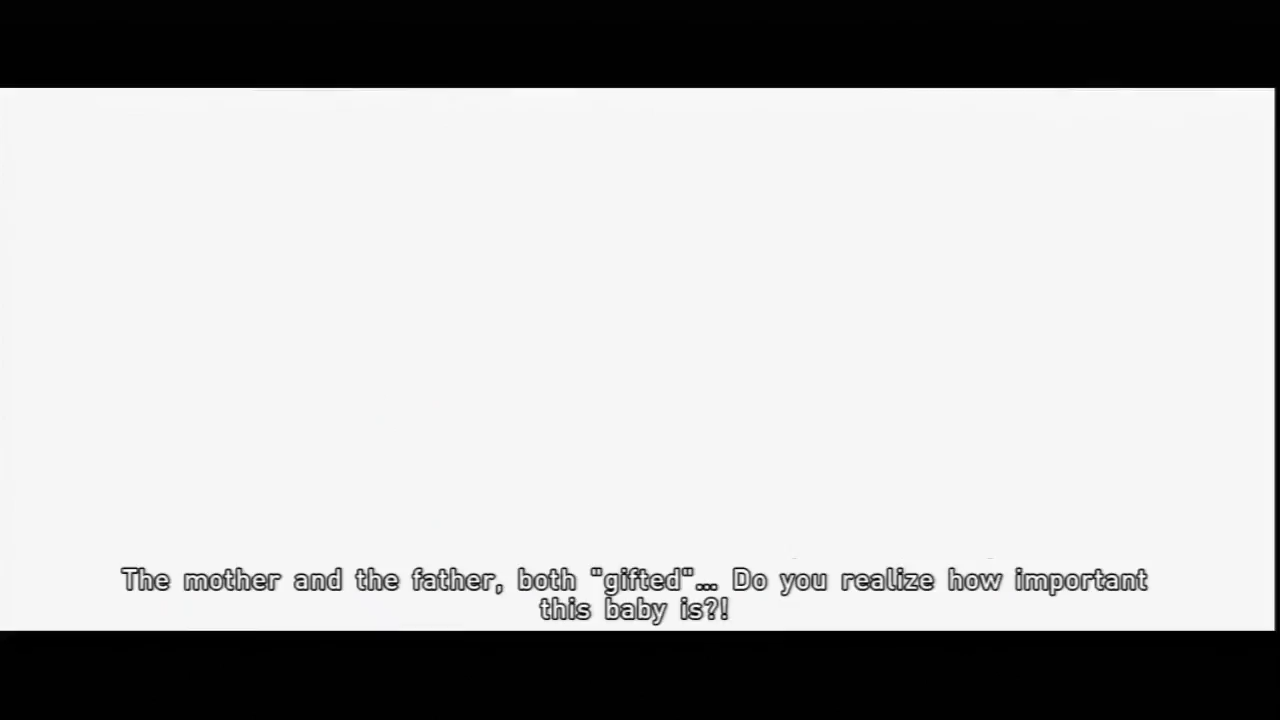 The mother and the father, both "gifted"... Do you realize how important
this baby is?!